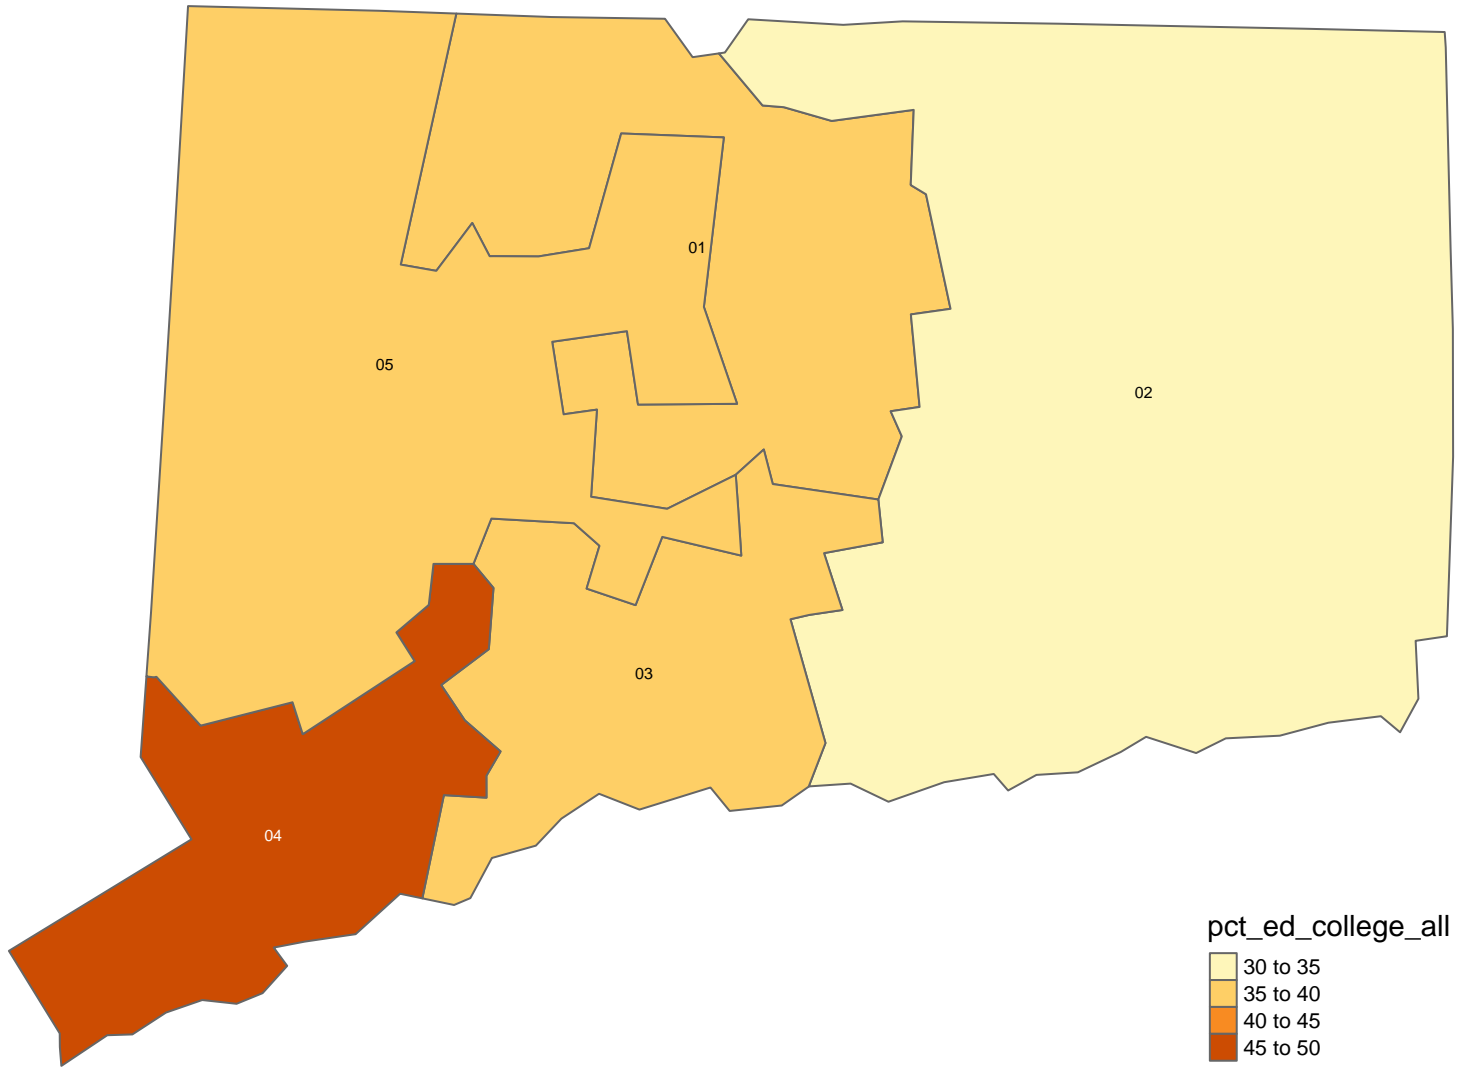 01
05
02
03
04
pct_ed_college_all
30 to 35
35 to 40
40 to 45
45 to 50